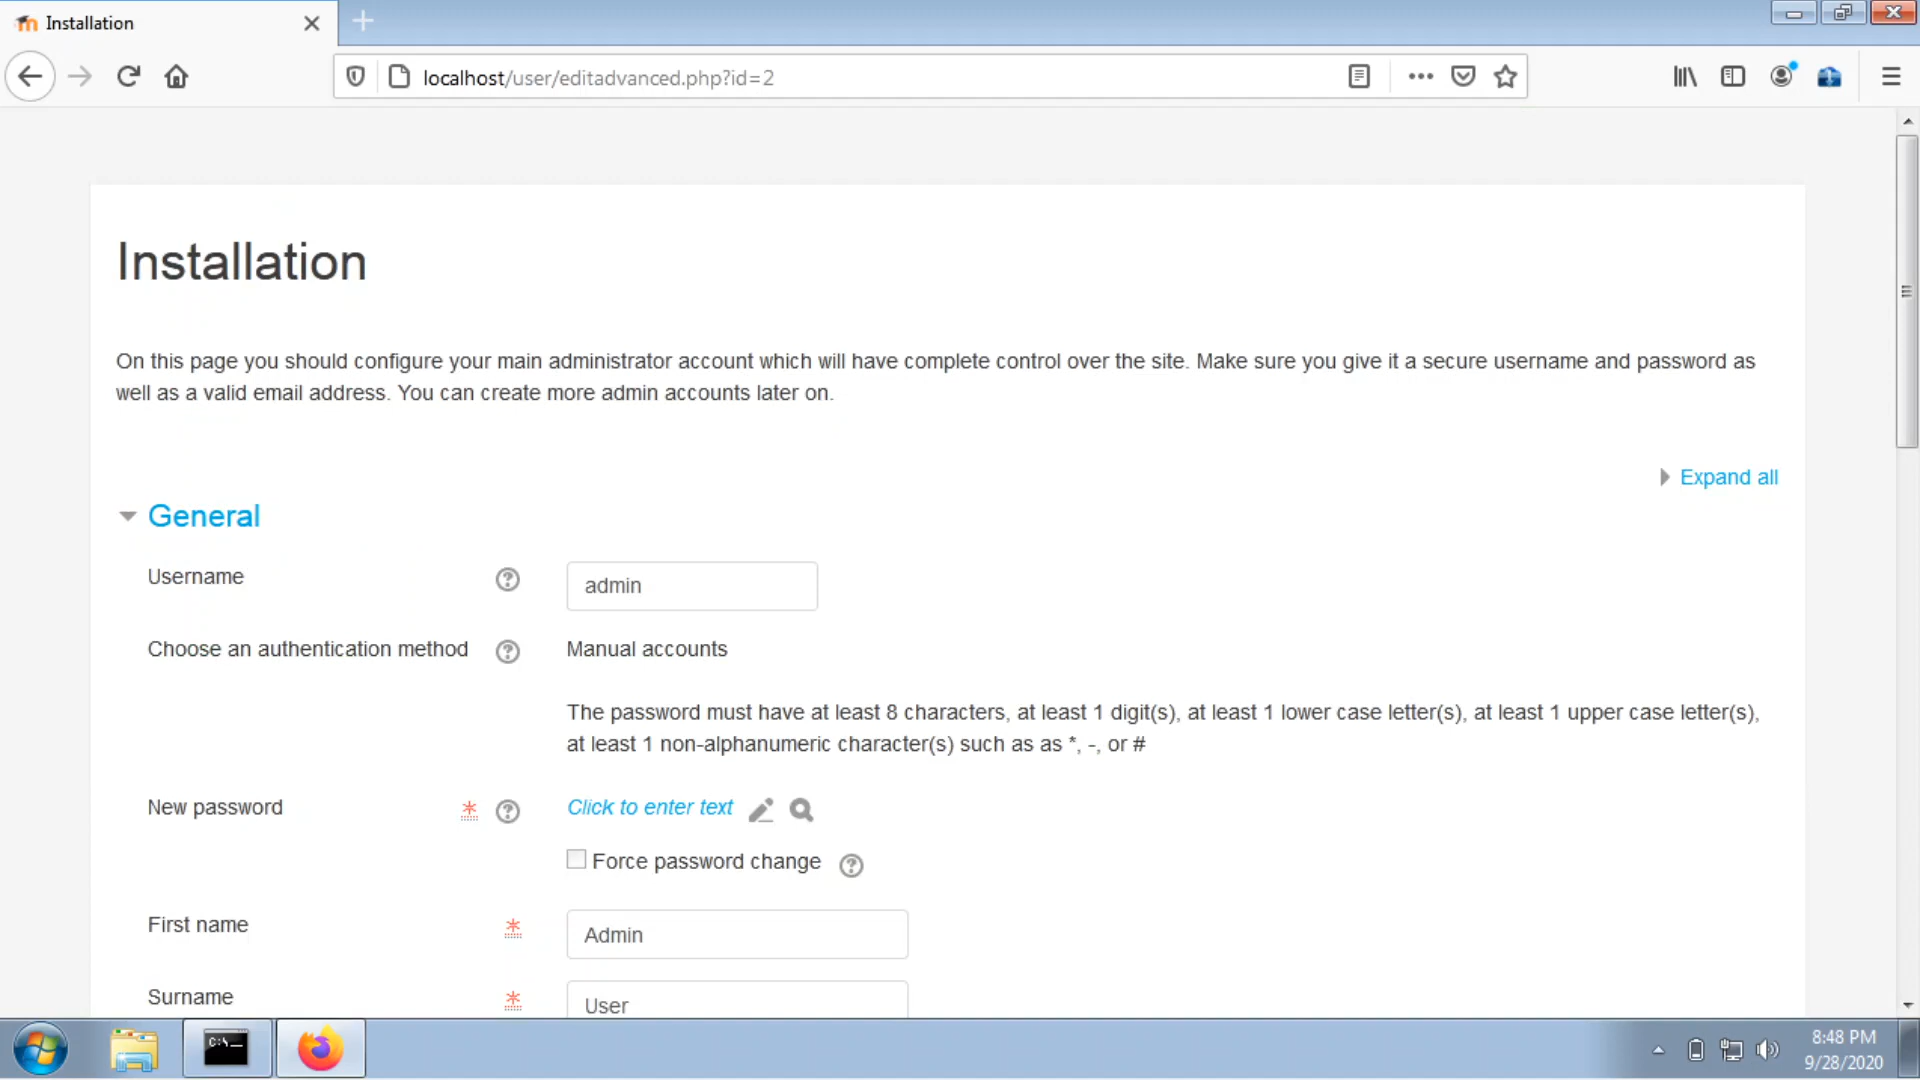 Installation
localhost/user/editadvanced.php?id=2
Installation
On this page you should configure your main administrator account which will have complete control over the site. Make sure you give it a secure username and password as
well as a valid email address. You can create more admin accounts later on.
Expand all
General
Username
admin
Choose an authentication method
Manual accounts
The password must have at least 8 characters, at least 1 digit(s), at least 1 lower case letter(s), at least 1 upper case letter(s),
at least 1 non-alphanumeric character(s) such as as *, -, or #
New password
Click to enter text
Force password change
First name
Admin
Surname
User
C:\.
8:48 PM
9/28/2020